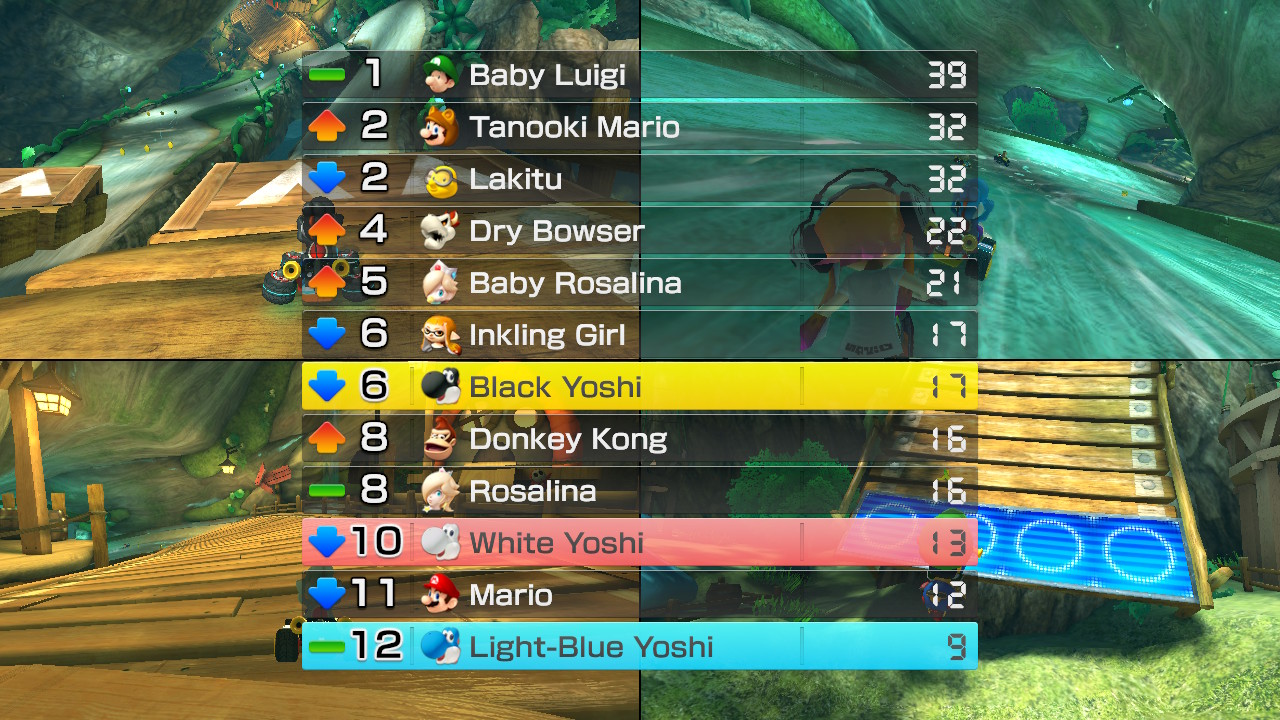 1 Baby Luigi 39
2 Tanooki Mario 32
2 Lakitu 32
4 Dry Bowser 22
5 Baby Rosalina 21
6 Inkling Girl 17
6 Black Yoshi 17
8 Donkey Kong 16
8 Rosalina 16
10 White Yoshi 13
11 Mario 12
12 Light-Blue Yoshi 9